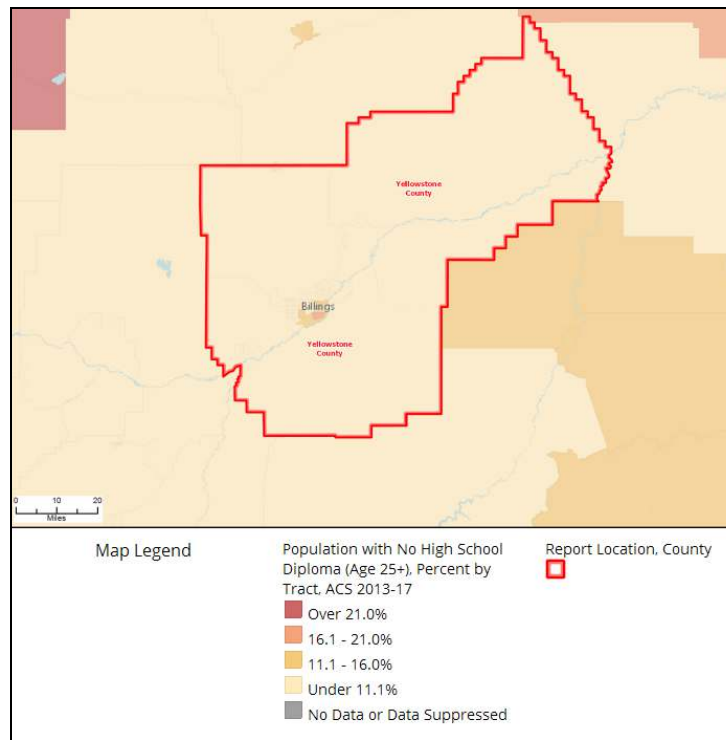 Yellowstone
County
Billings
Yellowstone
County
0 10 20
Miles
Map Legend
Population with No High School
Diploma (Age 25+), Percent by
Tract, ACS 2013-17
Over 21.0%
16.1 - 21.0%
11.1 - 16.0%
Under 11.1%
No Data or Data Suppressed
Report Location, County